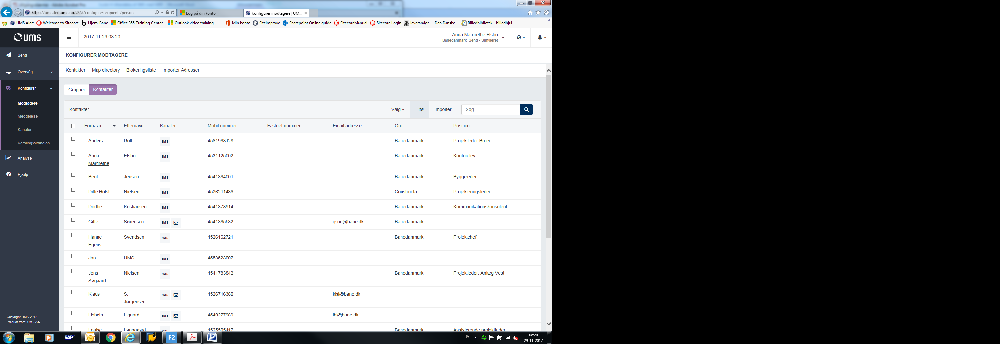 https://umsalert.ums.no/v2/#/configure/recipients/person
Log på din konto
Konfigurer modtagere | UM...
UMS Alert
Welcome to Sitecore
Hjem Bane
Office 365 Training Center...
Outlook video training - ...
Min konto
Siteimprove
Sharepoint Online guide
SitecoreManual
Sitecore Login
leverandør — Den Danske...
Billedbibliotek - billedhjul ...
UMS
2017-11-29 08:20
Anna Margrethe Elsbo
Banedanmark: Send - Simuleret
Send
Overvåg
Konfigurer
Modtagere
Meddelelse
Kanaler
Varslingsskabelon
Analyse
Hjælp
Copyright UMS 2017
Product from: UMS AS
KONFIGURER MODTAGERE
Kontakter Map directory Blokeringsliste Importer Adresser
Grupper Kontakter
Kontakter Valg Tilføj Importer Søg
Fornavn Efternavn Kanaler Mobil nummer Fastnet nummer Email adresse Org Position
Anders Roll SMS 4561963128 Banedanmark Projektleder Broer
Anna Elsbo SMS 4531125002 Banedanmark Kontorelev
Margrethe
Bent Jensen SMS 4541864001 Banedanmark Byggeleder
Ditte Holst Nielsen SMS 4526211436 Constructa Projekteringsleder
Dorthe Kristiansen SMS 4541878914 Banedanmark Kommunikationskonsulent
Gitte Sørensen SMS 4541865582 gson@bane.dk Banedanmark
Hanne Svendsen SMS 4526162721 Banedanmark Projektchef
Egeris
Jan UMS SMS 4553523007
Jens Nielsen SMS 4541783842 Banedanmark Projektleder, Anlæg Vest
Søgaard
Klaus S. SMS 4526716380 klsj@bane.dk
Jørgensen
Lisbeth Ligaard SMS 4540277989 lbl@bane.dk
Louise Langgaard SMS 4525505417 Banedanmark Assisterende projektleder
SAP
F2
DA
08:20
29-11-2017